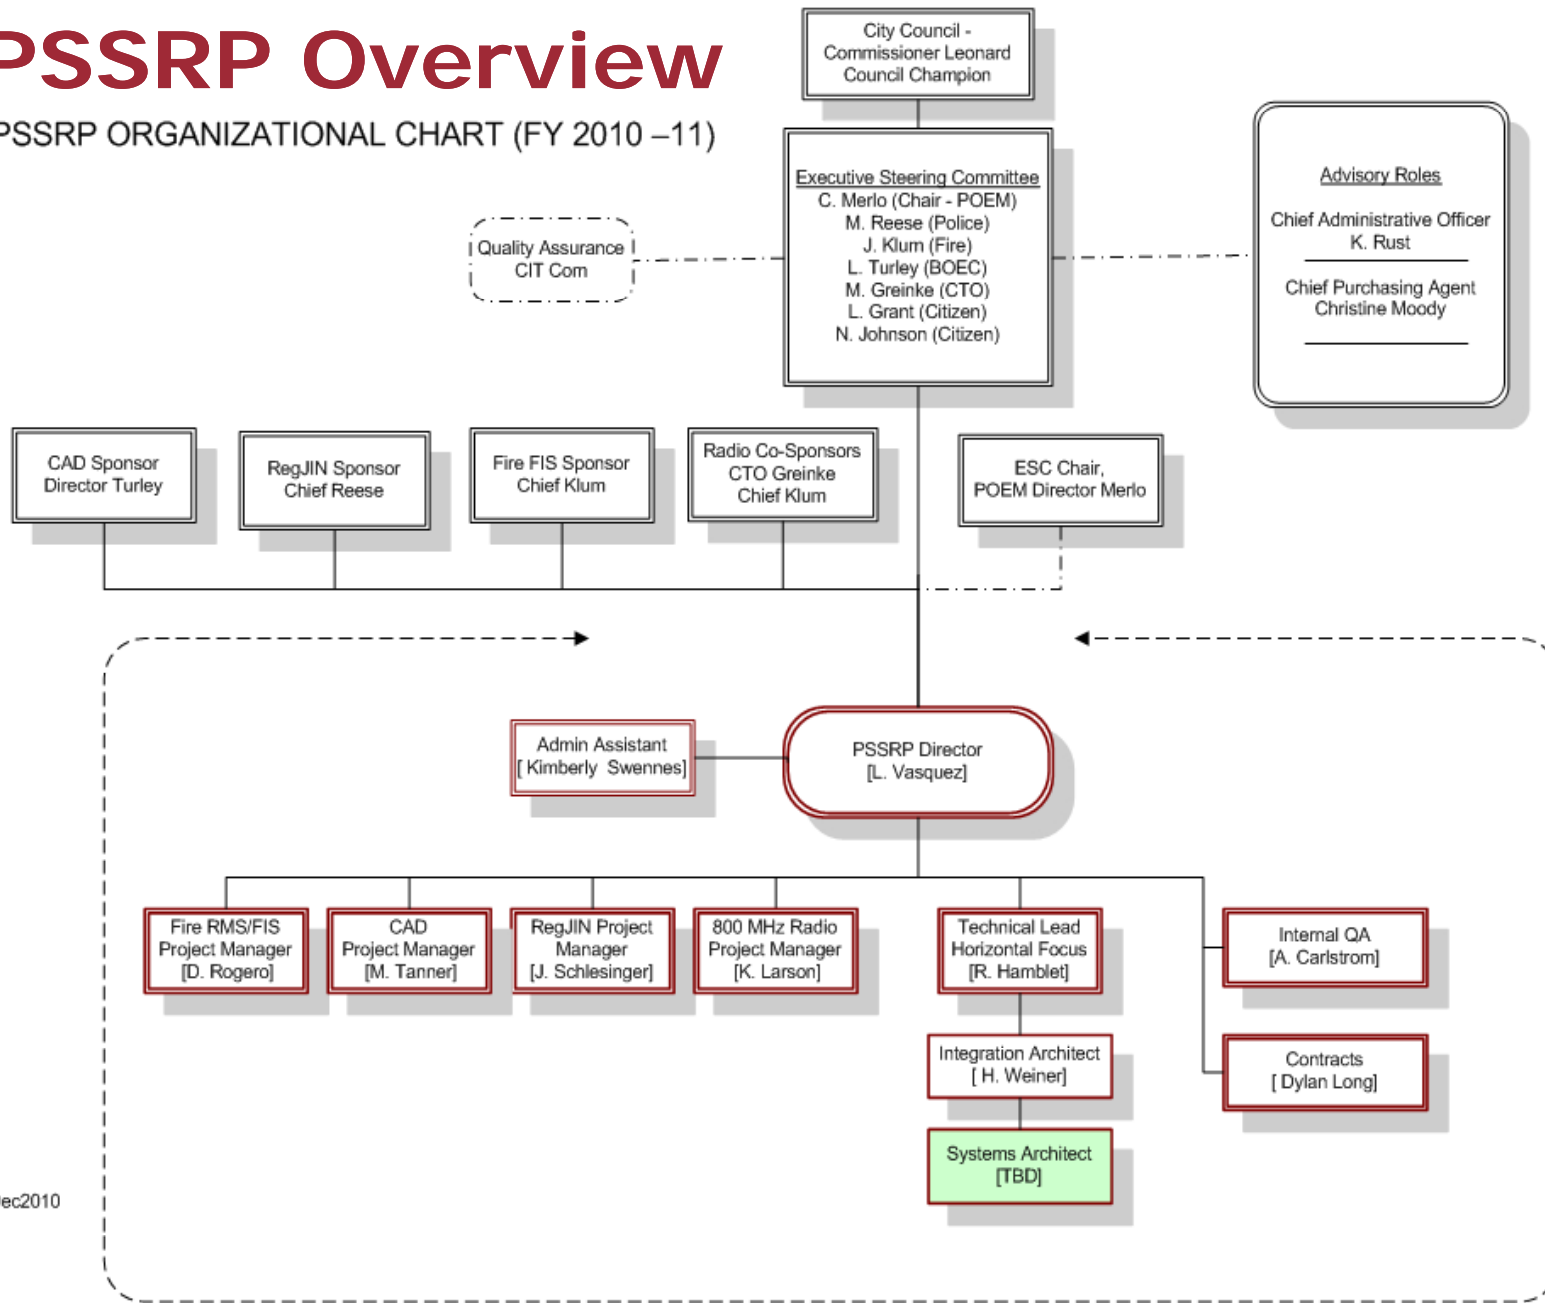 PSSRP Overview
PSSRP ORGANIZATIONAL CHART (FY 2010 –11)
City Council -
Commissioner Leonard
Council Champion
Executive Steering Committee
C. Merlo (Chair - POEM)
M. Reese (Police)
J. Klum (Fire)
L. Turley (BOEC)
M. Greinke (CTO)
L. Grant (Citizen)
N. Johnson (Citizen)
Advisory Roles
Chief Administrative Officer
K. Rust
Chief Purchasing Agent
Christine Moody
Quality Assurance
CIT Com
CAD Sponsor
Director Turley
RegJIN Sponsor
Chief Reese
Fire FIS Sponsor
Chief Klum
Radio Co-Sponsors
CTO Greinke
Chief Klum
ESC Chair,
POEM Director Merlo
Admin Assistant
[ Kimberly Swennes]
PSSRP Director
[L. Vasquez]
Fire RMS/FIS
Project Manager
[D. Rogero]
CAD
Project Manager
[M. Tanner]
RegJIN Project
Manager
[J. Schlesinger]
800 MHz Radio
Project Manager
[K. Larson]
Technical Lead
Horizontal Focus
[R. Hamblet]
Internal QA
[A. Carlstrom]
Integration Architect
[ H. Weiner]
Contracts
[ Dylan Long]
Systems Architect
[TBD]
ec2010